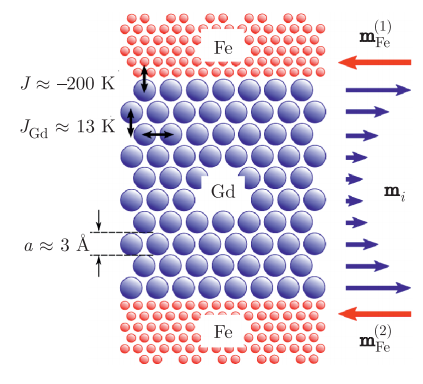 Fe
m_Fe^(1)
J ≈ –200 K
J_Gd ≈ 13 K
Gd
m_i
a ≈ 3 Å
Fe
m_Fe^(2)